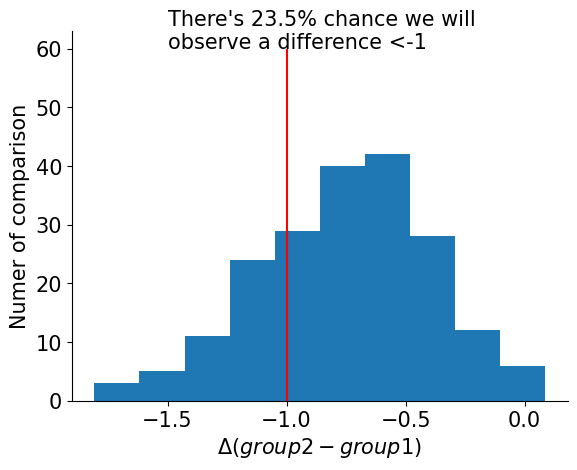 There's 23.5% chance we will
observe a difference <-1
60
50
40
30
20
10
0
Numer of comparison
−1.5 −1.0 −0.5 0.0
Δ(group2 − group1)